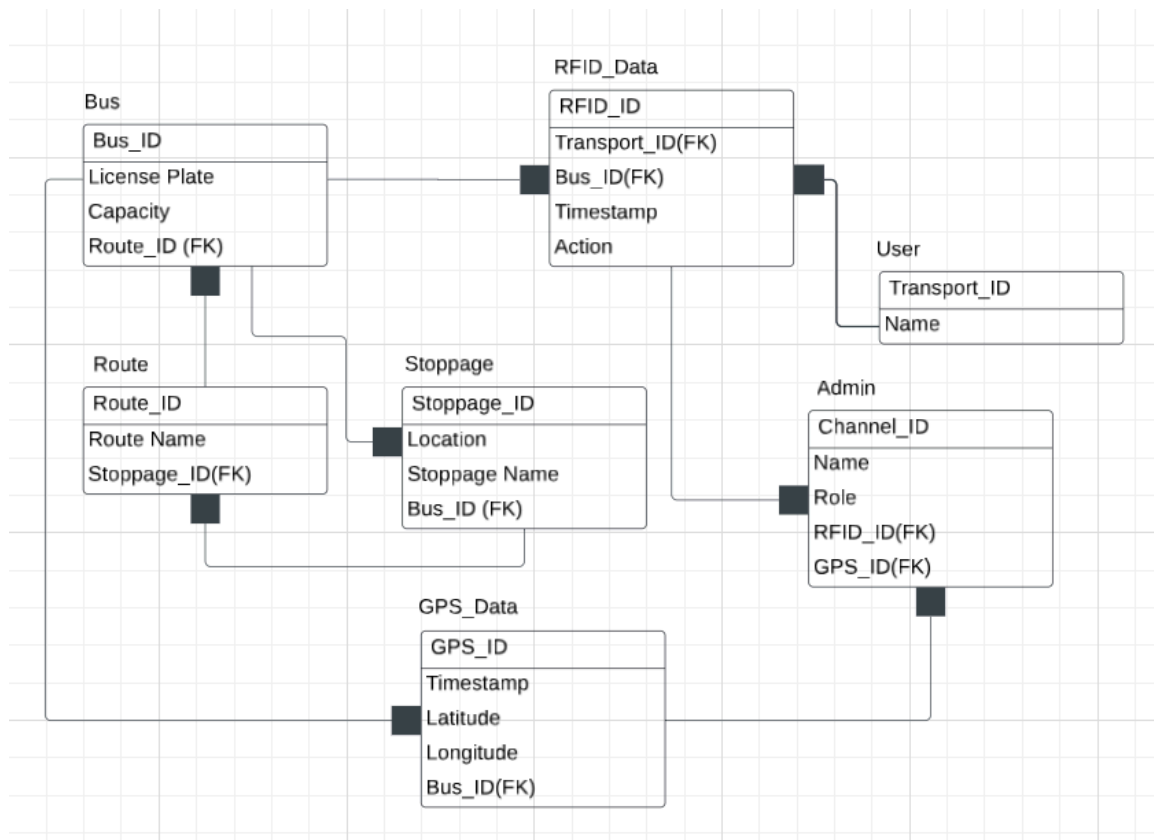 Bus
Bus_ID
License Plate
Capacity
Route_ID (FK)
RFID_Data
RFID_ID
Transport_ID(FK)
Bus_ID(FK)
Timestamp
Action
User
Transport_ID
Name
Route
Route_ID
Route Name
Stoppage_ID(FK)
Stoppage
Stoppage_ID
Location
Stoppage Name
Bus_ID (FK)
Admin
Channel_ID
Name
Role
RFID_ID(FK)
GPS_ID(FK)
GPS_Data
GPS_ID
Timestamp
Latitude
Longitude
Bus_ID(FK)